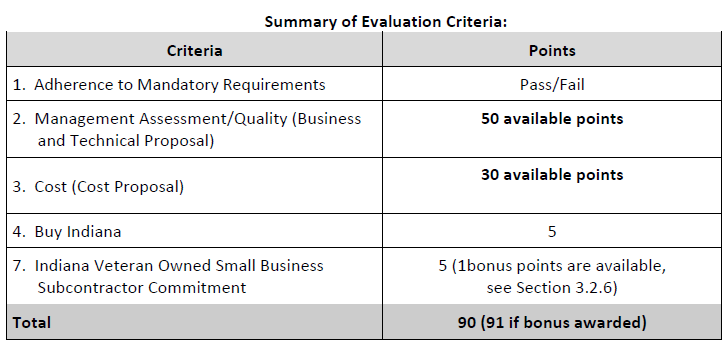 Summary of Evaluation Criteria:
Criteria Points
1. Adherence to Mandatory Requirements Pass/Fail
2. Management Assessment/Quality (Business 50 available points
and Technical Proposal)
3. Cost (Cost Proposal) 30 available points
4. Buy Indiana 5
7. Indiana Veteran Owned Small Business 5 (1bonus points are available,
Subcontractor Commitment see Section 3.2.6)
Total 90 (91 if bonus awarded)